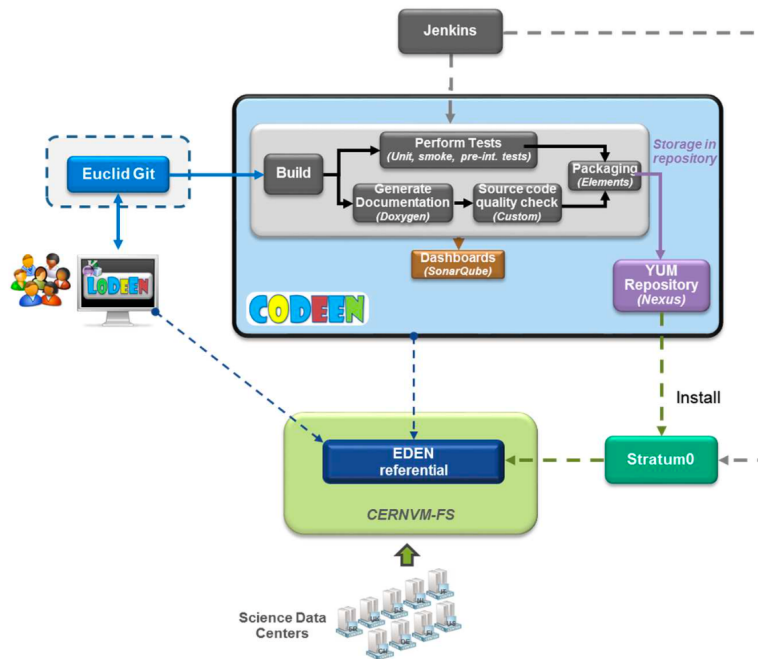 Jenkins
Euclid Git
Build
Perform Tests
(Unit, smoke, pre-int. tests)
Generate
Documentation
(Doxygen)
Source code
quality check
(Custom)
Packaging
(Elements)
Storage in
repository
Dashboards
(SonarQube)
LODEEN
CODEEN
YUM
Repository
(Nexus)
Install
EDEN
referential
Stratum0
CERNVM-FS
Science Data
Centers